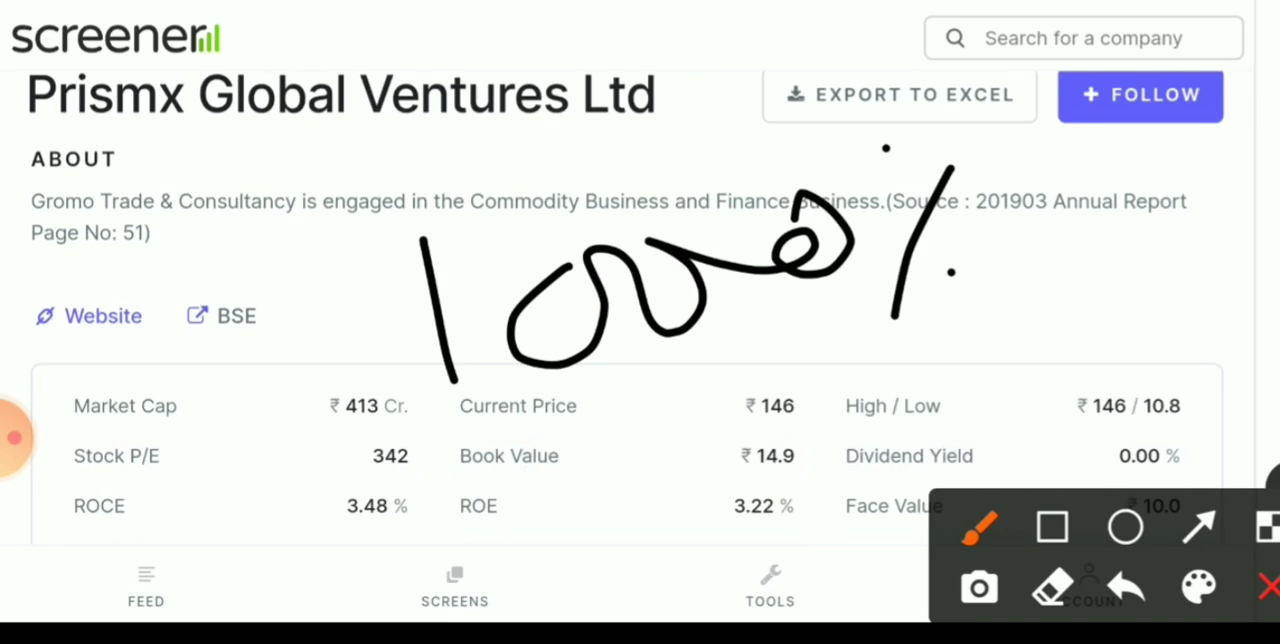 screener
Search for a company
Prismx Global Ventures Ltd
EXPORT TO EXCEL
+ FOLLOW
ABOUT
Gromo Trade & Consultancy is engaged in the Commodity Business and Finance Business.(Source : 201903 Annual Report
Page No: 51)
1000%
Website
BSE
Market Cap ₹ 413 Cr. Current Price ₹ 146 High / Low ₹ 146 / 10.8
Stock P/E 342 Book Value ₹ 14.9 Dividend Yield 0.00 %
ROCE 3.48 % ROE 3.22 % Face Value ₹ 10.0
FEED SCREENS TOOLS ACCOUNT